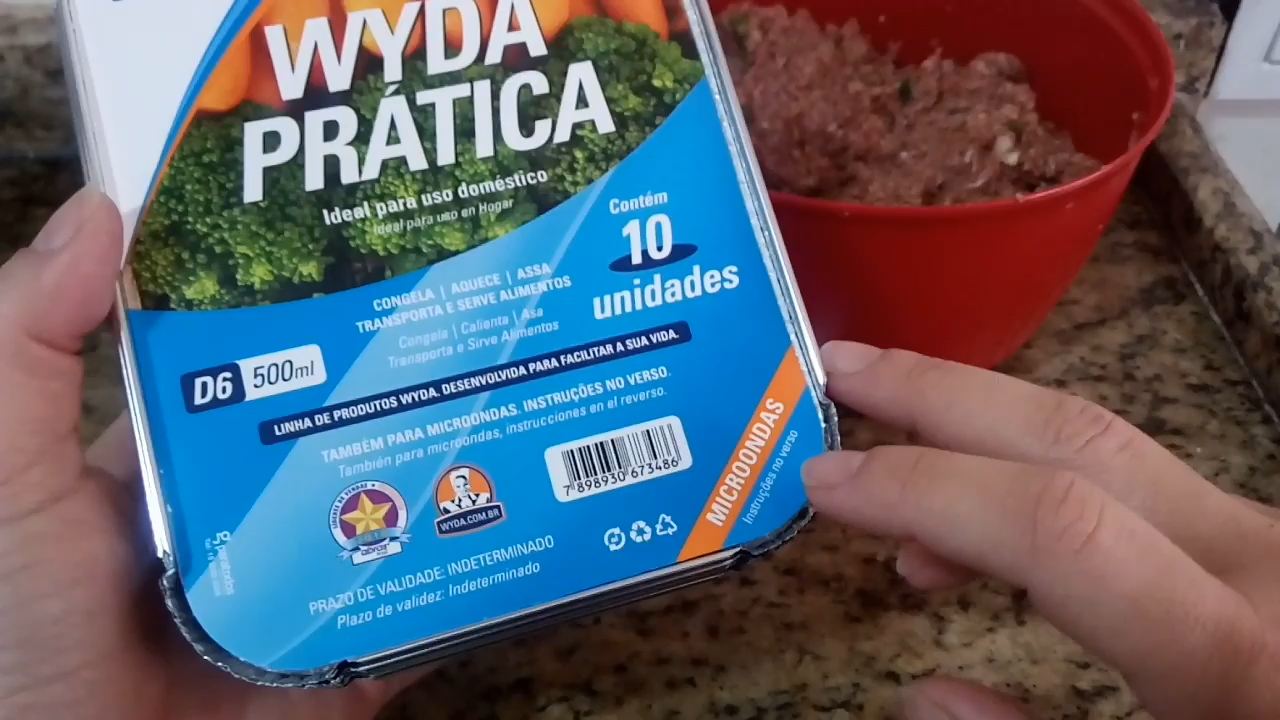 WYDA
PRÁTICA
Ideal para uso doméstico
Ideal para uso en Hogar
Contém
10
unidades
CONGELA | AQUECE | ASSA
TRANSPORTA E SERVE ALIMENTOS
Congela | Calienta | Asa
Transporta e Sirve Alimentos
D6 500ml
LINHA DE PRODUTOS WYDA. DESENVOLVIDA PARA FACILITAR A SUA VIDA.
TAMBÉM PARA MICROONDAS. INSTRUÇÕES NO VERSO.
También para microondas, instrucciones en el reverso.
7 898930 673486
MICROONDAS
Instruções no verso
WYDA.COM.BR
PRAZO DE VALIDADE: INDETERMINADO
Plazo de validez: Indeterminado